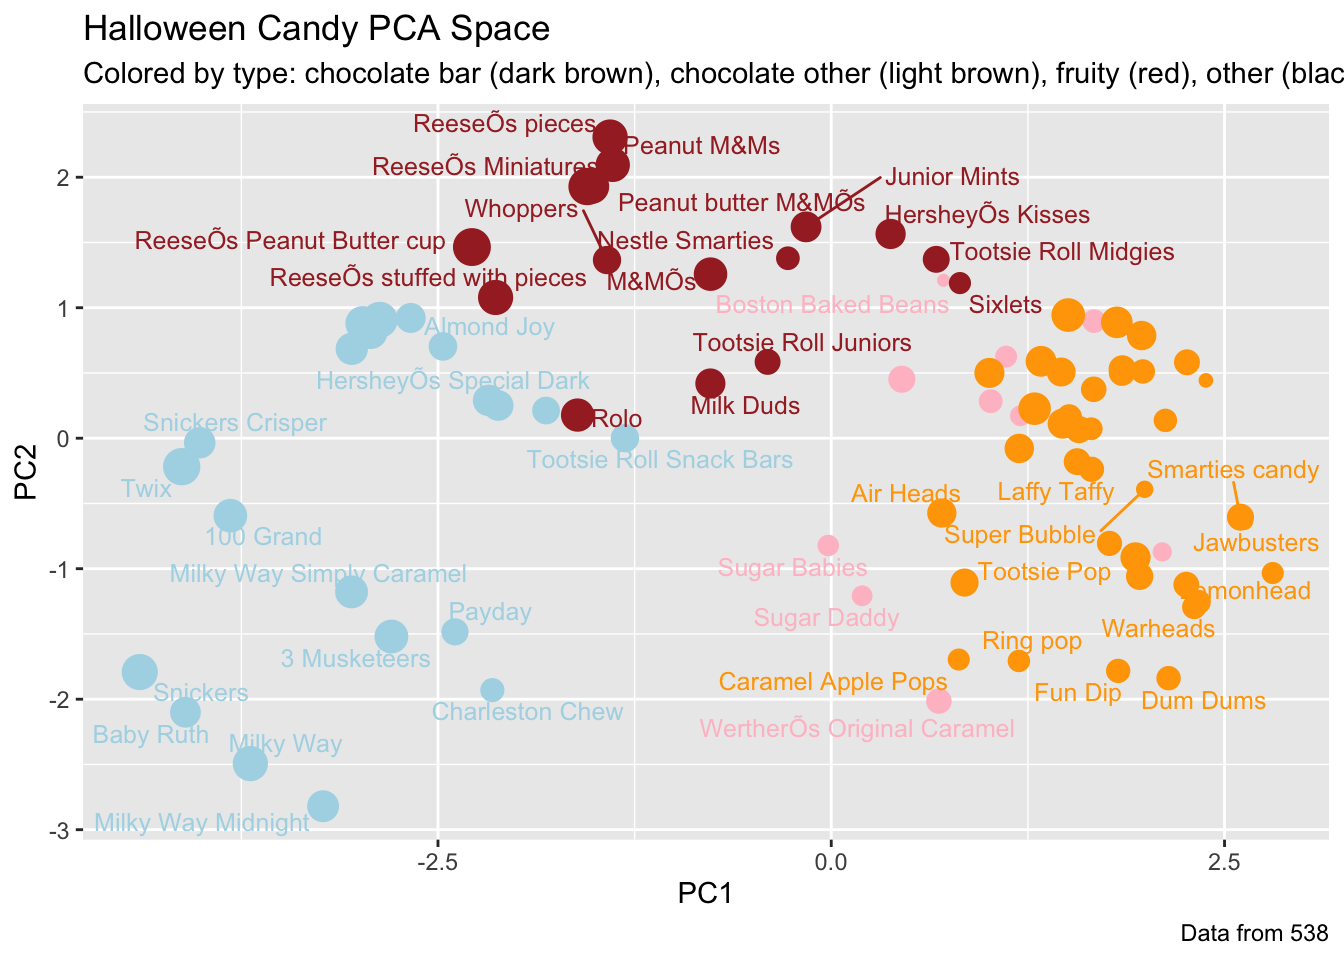 Halloween Candy PCA Space
Colored by type: chocolate bar (dark brown), chocolate other (light brown), fruity (red), other (blac
ReeseÕs pieces
Peanut M&Ms
ReeseÕs Miniatures
Junior Mints
Peanut butter M&MÕs
Whoppers
HersheyÕs Kisses
ReeseÕs Peanut Butter cup
Nestle Smarties
Tootsie Roll Midgies
ReeseÕs stuffed with pieces
M&MÕs
Boston Baked Beans
Sixlets
Almond Joy
Tootsie Roll Juniors
HersheyÕs Special Dark
Milk Duds
Snickers Crisper
Rolo
Tootsie Roll Snack Bars
Smarties candy
Twix
Air Heads
Laffy Taffy
100 Grand
Super Bubble
Jawbusters
Sugar Babies
Milky Way Simply Caramel
Tootsie Pop
Lemonhead
Payday
Sugar Daddy
Warheads
Ring pop
3 Musketeers
Caramel Apple Pops
Snickers
Fun Dip
Dum Dums
Charleston Chew
WertherÕs Original Caramel
Baby Ruth
Milky Way
Milky Way Midnight
2
1
0
-1
-2
-3
PC2
-2.5
0.0
2.5
PC1
Data from 538